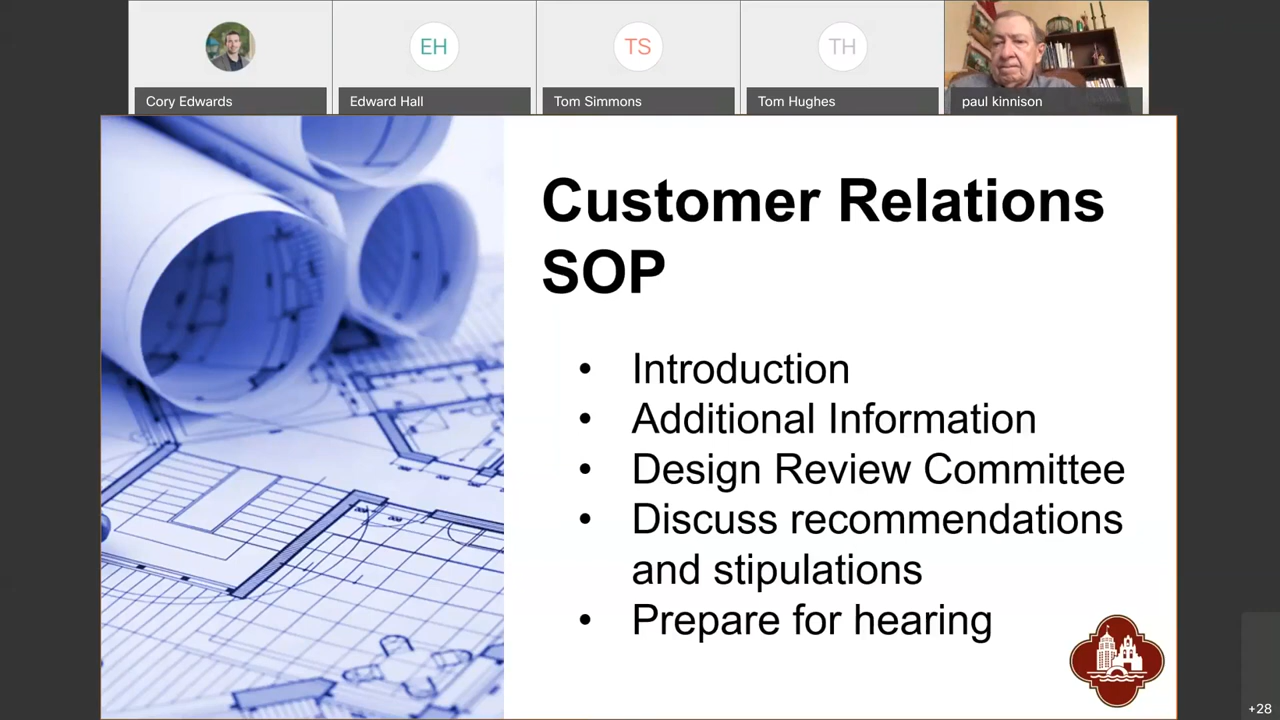 EH
TS
TH
Cory Edwards
Edward Hall
Tom Simmons
Tom Hughes
paul kinnison
Customer Relations
SOP
• Introduction
• Additional Information
• Design Review Committee
• Discuss recommendations
and stipulations
• Prepare for hearing
+28